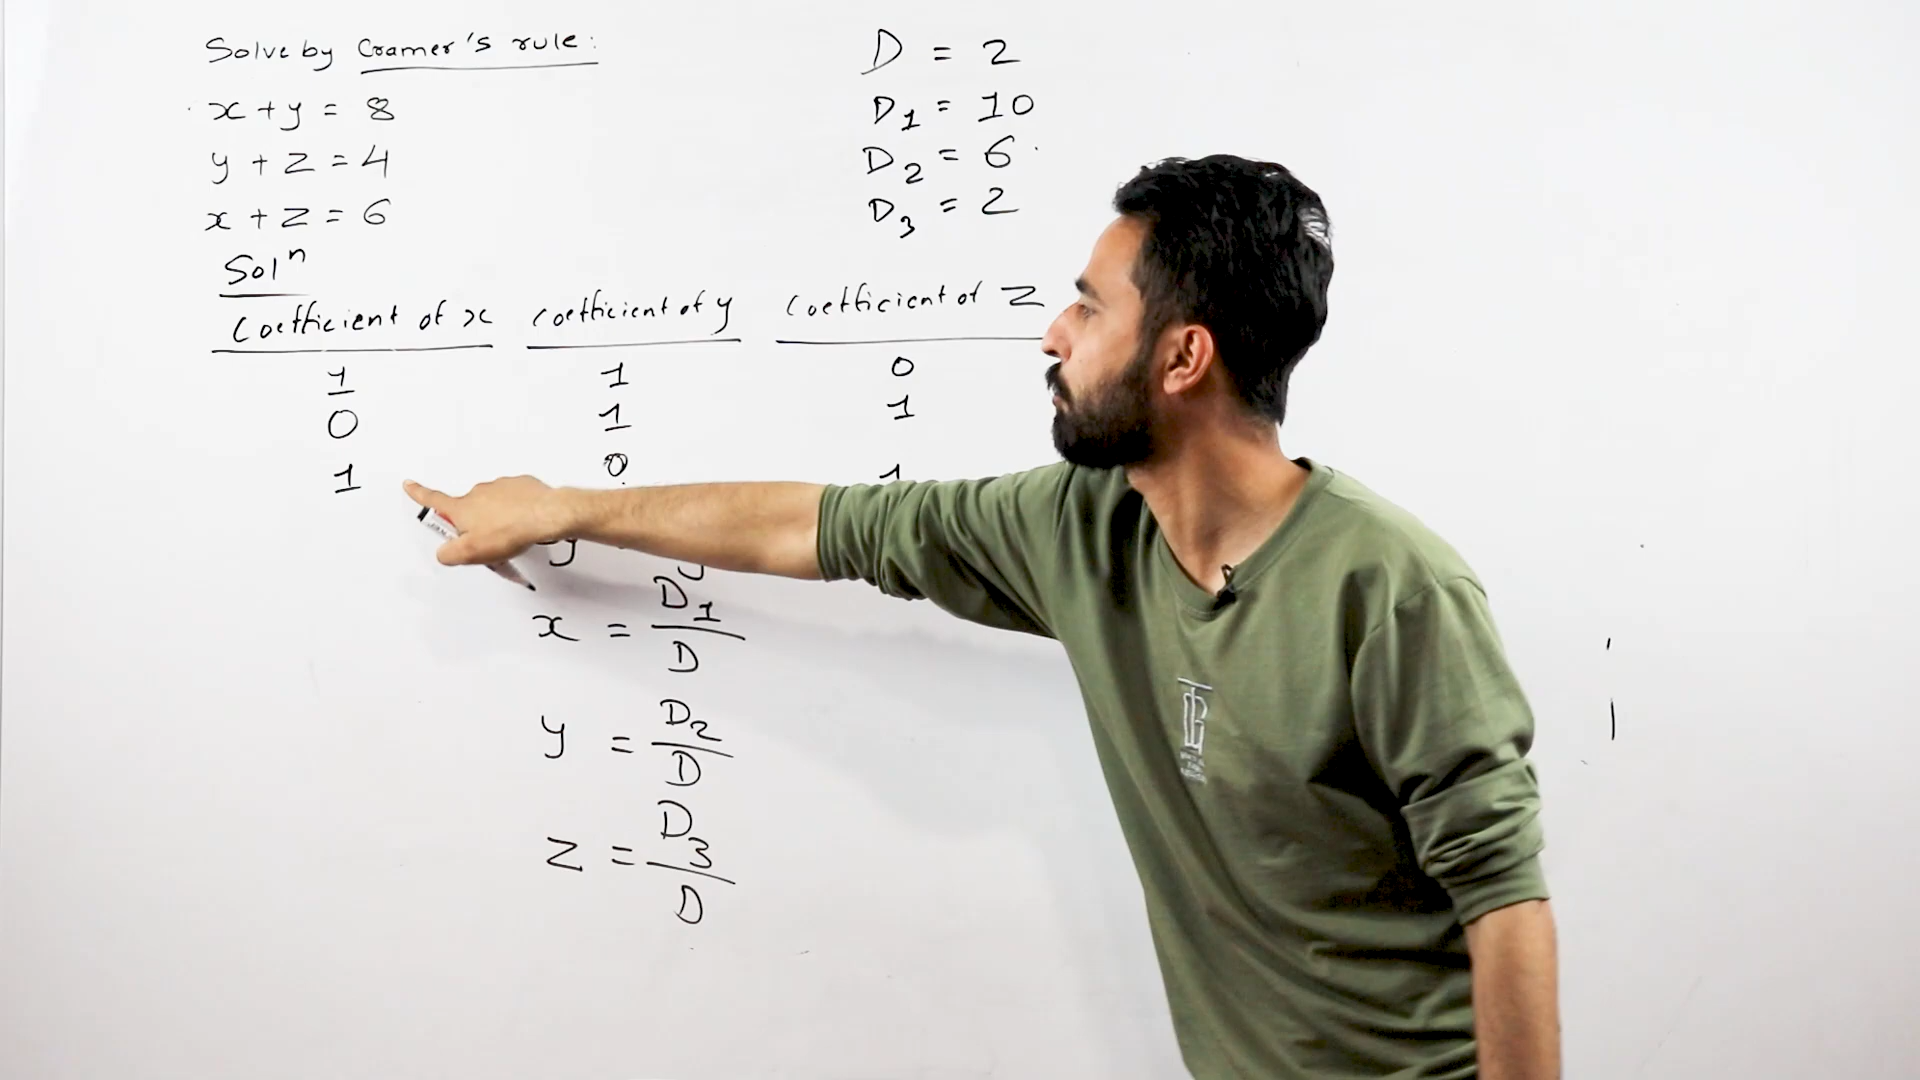 Solve by Cramer's rule:
x + y = 8
y + z = 4
x + z = 6
Solⁿ
Coefficient of x coefficient of y Coefficient of z
1 1 0
0 1 1
1 0 1
D = 2
D₁ = 10
D₂ = 6
D₃ = 2
x = D₁/D
y = D₂/D
z = D₃/D